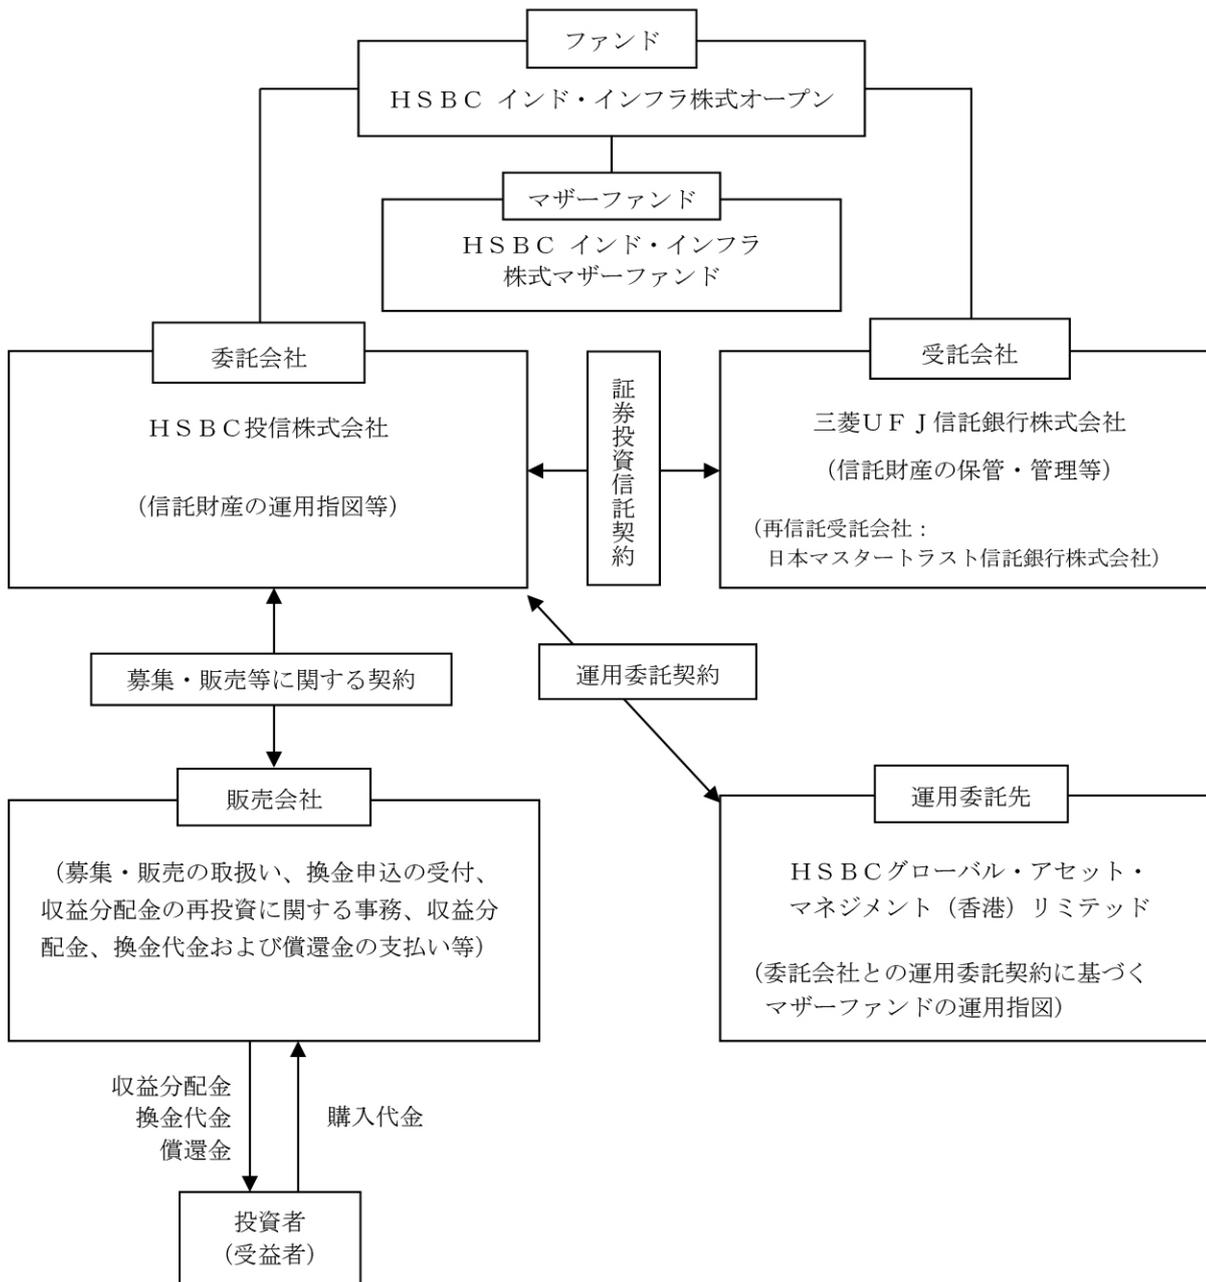 ファンド
ＨＳＢＣ インド・インフラ株式オープン
マザーファンド
ＨＳＢＣ インド・インフラ
株式マザーファンド
委託会社
ＨＳＢＣ投信株式会社
（信託財産の運用指図等）
証券投資信託契約
受託会社
三菱ＵＦＪ信託銀行株式会社
（信託財産の保管・管理等）
（再信託受託会社：
日本マスタートラスト信託銀行株式会社）
募集・販売等に関する契約
運用委託契約
販売会社
（募集・販売の取扱い、換金申込の受付、
収益分配金の再投資に関する事務、収益分
配金、換金代金および償還金の支払い等）
運用委託先
ＨＳＢＣグローバル・アセット・
マネジメント（香港）リミテッド
（委託会社との運用委託契約に基づく
マザーファンドの運用指図）
収益分配金
換金代金
償還金
購入代金
投資者
（受益者）